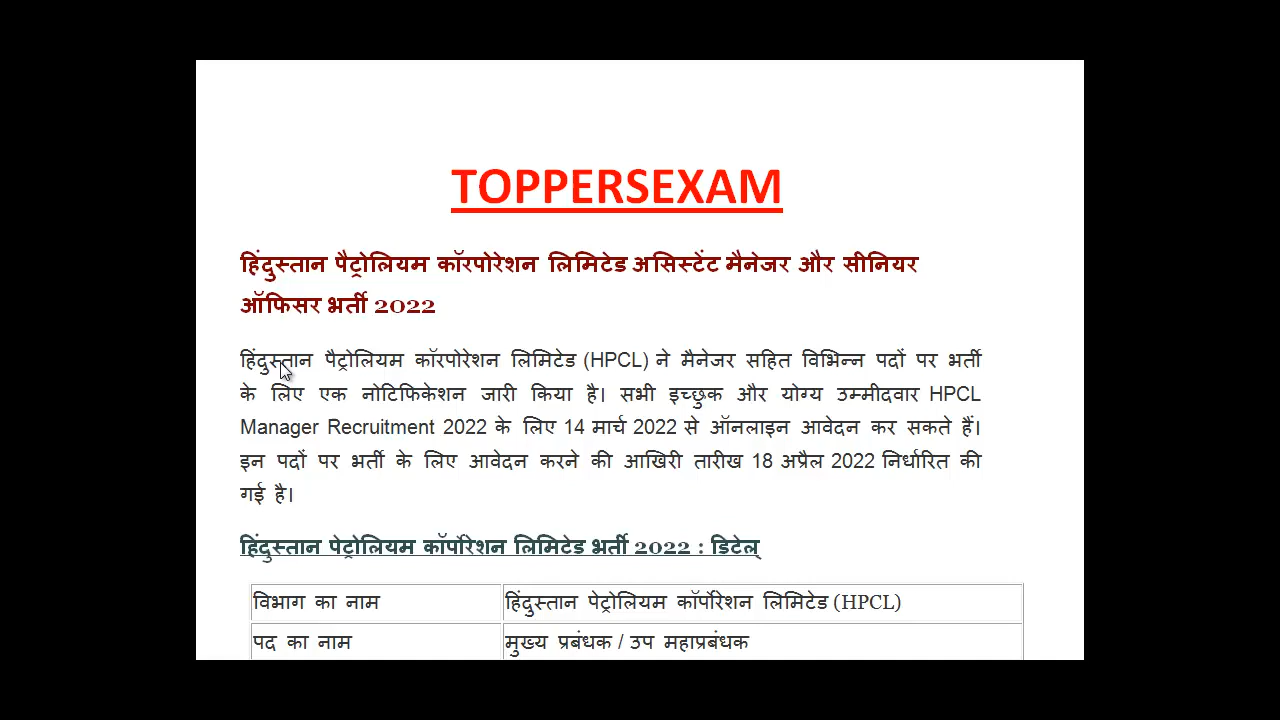 TOPPERSEXAM
हिंदुस्तान पैट्रोलियम कॉरपोरेशन लिमिटेड असिस्टेंट मैनेजर और सीनियर
ऑफिसर भर्ती 2022
हिंदुस्तान पैट्रोलियम कॉरपोरेशन लिमिटेड (HPCL) ने मैनेजर सहित विभिन्न पदों पर भर्ती
के लिए एक नोटिफिकेशन जारी किया है। सभी इच्छुक और योग्य उम्मीदवार HPCL
Manager Recruitment 2022 के लिए 14 मार्च 2022 से ऑनलाइन आवेदन कर सकते हैं।
इन पदों पर भर्ती के लिए आवेदन करने की आखिरी तारीख 18 अप्रैल 2022 निर्धारित की
गई है।
हिंदुस्तान पेट्रोलियम कॉर्पोरेशन लिमिटेड भर्ती 2022 : डिटेल्
विभाग का नाम हिंदुस्तान पेट्रोलियम कॉर्पोरेशन लिमिटेड (HPCL)
पद का नाम मुख्य प्रबंधक / उप महाप्रबंधक